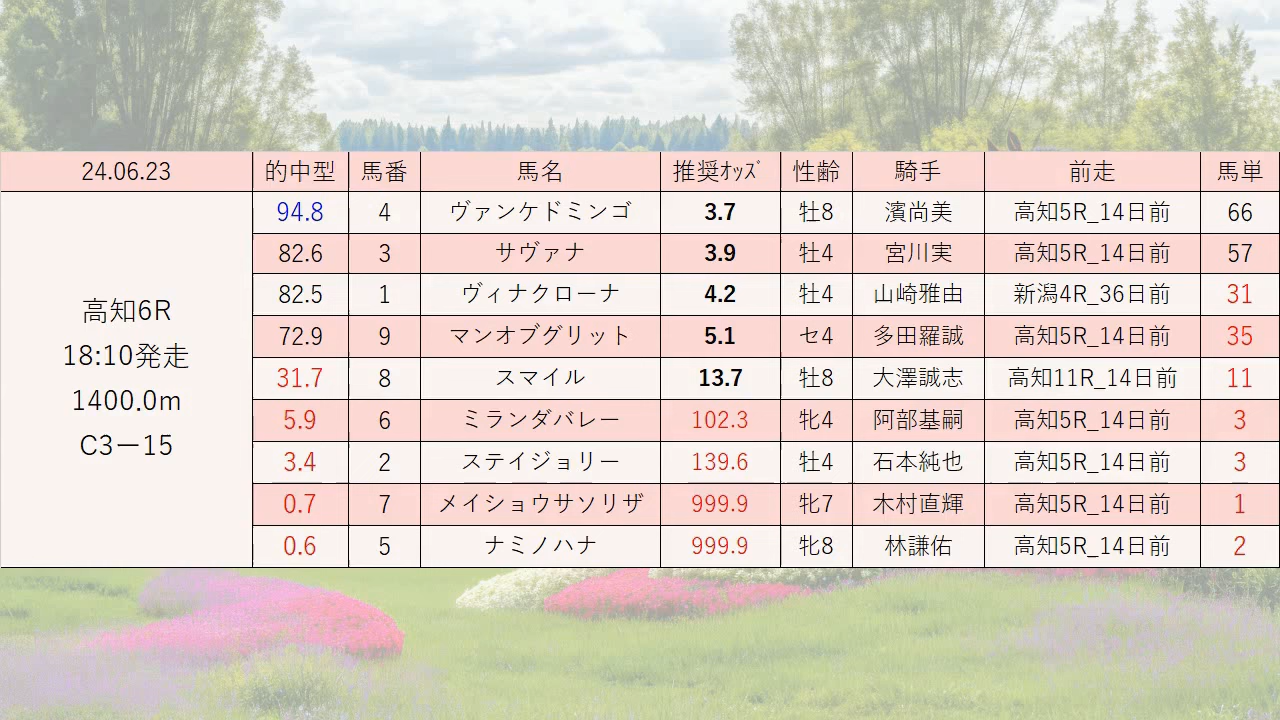 24.06.23 的中型 馬番 馬名 推奨ｵｯｽﾞ 性齢 騎手 前走 馬単
高知6R
18:10発走
1400.0m
C3ー15
94.8 4 ヴァンケドミンゴ 3.7 牡8 濱尚美 高知5R_14日前 66
82.6 3 サヴァナ 3.9 牡4 宮川実 高知5R_14日前 57
82.5 1 ヴィナクローナ 4.2 牡4 山崎雅由 新潟4R_36日前 31
72.9 9 マンオブグリット 5.1 セ4 多田羅誠 高知5R_14日前 35
31.7 8 スマイル 13.7 牡8 大澤誠志 高知11R_14日前 11
5.9 6 ミランダバレー 102.3 牝4 阿部基嗣 高知5R_14日前 3
3.4 2 ステイジョリー 139.6 牡4 石本純也 高知5R_14日前 3
0.7 7 メイショウサソリザ 999.9 牝7 木村直輝 高知5R_14日前 1
0.6 5 ナミノハナ 999.9 牝8 林謙佑 高知5R_14日前 2